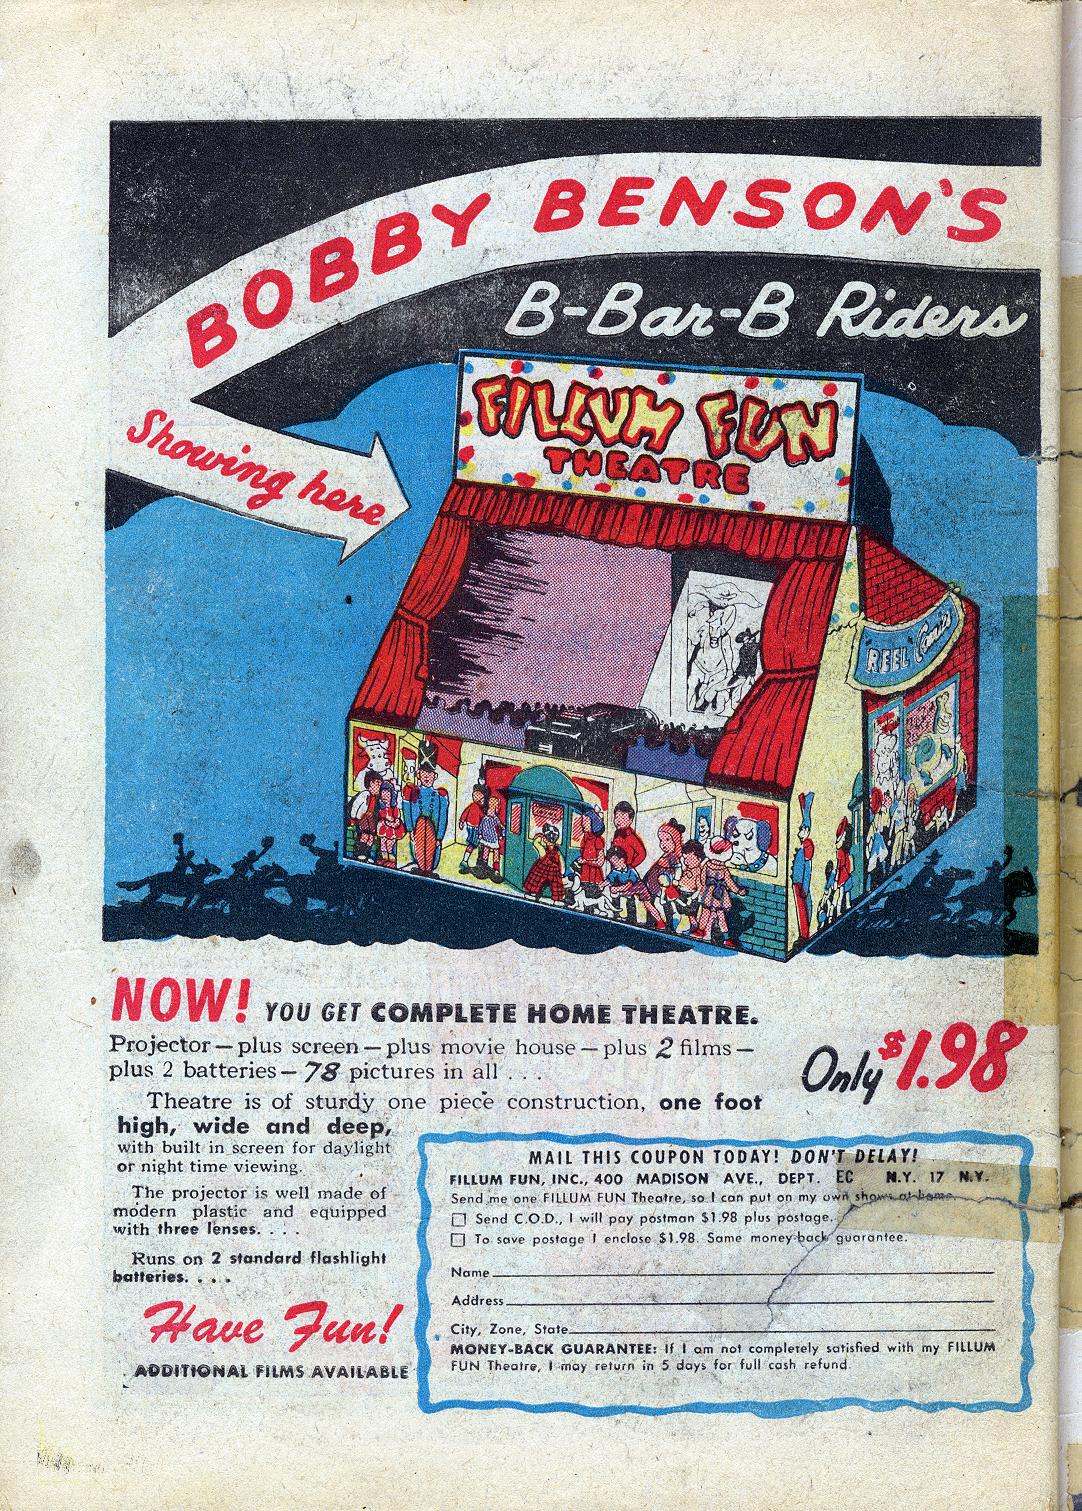 BOBBY BENSON'S
B-Bar-B Riders
Showing here
FILLUM FUN
THEATRE
"REEL" Comics
NOW! YOU GET COMPLETE HOME THEATRE.
Projector — plus screen — plus movie house — plus 2 films —
plus 2 batteries — 78 pictures in all . . .
Only $1.98
Theatre is of sturdy one piece construction, one foot
high, wide and deep,
with built in screen for daylight
or night time viewing.
The projector is well made of
modern plastic and equipped
with three lenses. . . .
Runs on 2 standard flashlight
batteries. . . .
Have Fun!
ADDITIONAL FILMS AVAILABLE
MAIL THIS COUPON TODAY! DON'T DELAY!
FILLUM FUN, INC., 400 MADISON AVE., DEPT. EC N.Y. 17 N.Y.
Send me one FILLUM FUN Theatre, so I can put on my own shows at home.
Send C.O.D., I will pay postman $1.98 plus postage.
To save postage I enclose $1.98. Same money-back guarantee.
Name
Address
City, Zone, State
MONEY-BACK GUARANTEE: If I am not completely satisfied with my FILLUM
FUN Theatre, I may return in 5 days for full cash refund.